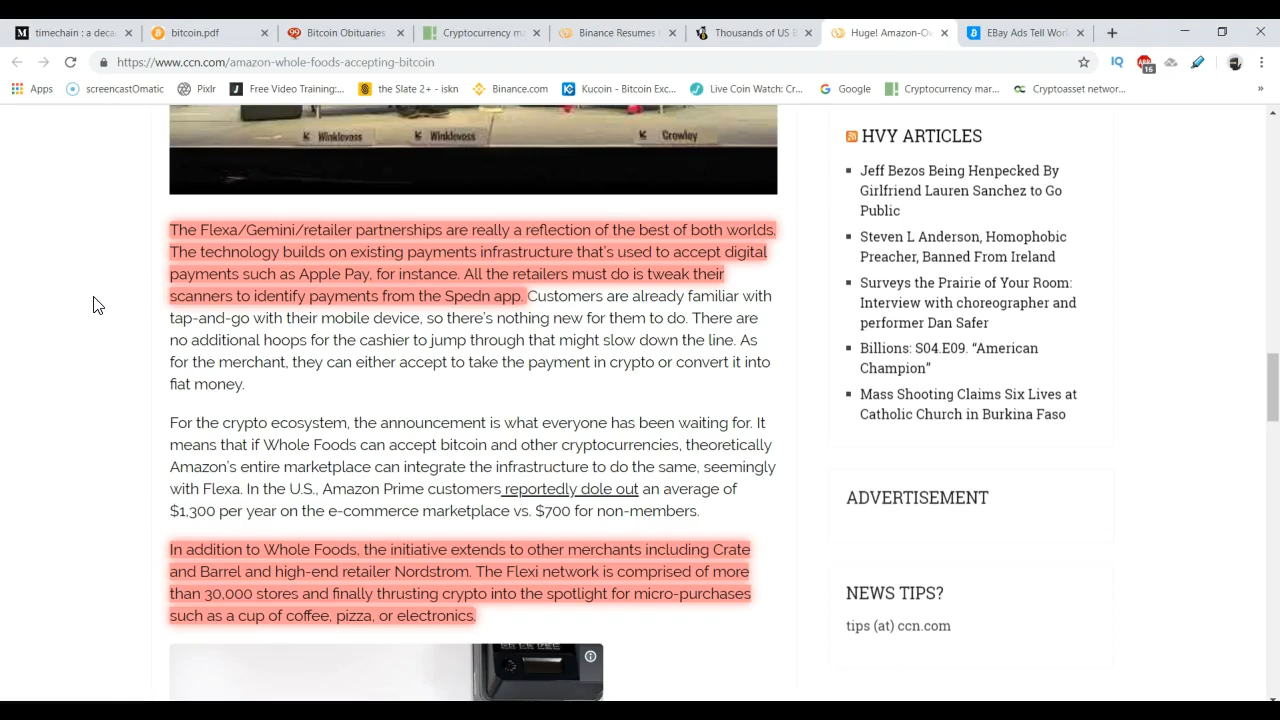 timechain : a deca
bitcoin.pdf
Bitcoin Obituaries
Cryptocurrency ma
Binance Resumes
Thousands of US B
Huge! Amazon-Ow
EBay Ads Tell Worl
https://www.ccn.com/amazon-whole-foods-accepting-bitcoin
IQ
ABP
16
Apps
screencastOmatic
Pixlr
Free Video Training:...
the Slate 2+ - iskn
Binance.com
Kucoin - Bitcoin Exc...
Live Coin Watch: Cr...
Google
Cryptocurrency mar...
Cryptoasset networ...
»
Winklevoss
Winklevoss
Crowley
The Flexa/Gemini/retailer partnerships are really a reflection of the best of both worlds.
The technology builds on existing payments infrastructure that's used to accept digital
payments such as Apple Pay, for instance. All the retailers must do is tweak their
scanners to identify payments from the Spedn app. Customers are already familiar with
tap-and-go with their mobile device, so there's nothing new for them to do. There are
no additional hoops for the cashier to jump through that might slow down the line. As
for the merchant, they can either accept to take the payment in crypto or convert it into
fiat money.
For the crypto ecosystem, the announcement is what everyone has been waiting for. It
means that if Whole Foods can accept bitcoin and other cryptocurrencies, theoretically
Amazon's entire marketplace can integrate the infrastructure to do the same, seemingly
with Flexa. In the U.S., Amazon Prime customers reportedly dole out an average of
$1,300 per year on the e-commerce marketplace vs. $700 for non-members.
In addition to Whole Foods, the initiative extends to other merchants including Crate
and Barrel and high-end retailer Nordstrom. The Flexi network is comprised of more
than 30,000 stores and finally thrusting crypto into the spotlight for micro-purchases
such as a cup of coffee, pizza, or electronics.
HVY ARTICLES
Jeff Bezos Being Henpecked By
Girlfriend Lauren Sanchez to Go
Public
Steven L Anderson, Homophobic
Preacher, Banned From Ireland
Surveys the Prairie of Your Room:
Interview with choreographer and
performer Dan Safer
Billions: S04.E09. “American
Champion”
Mass Shooting Claims Six Lives at
Catholic Church in Burkina Faso
ADVERTISEMENT
NEWS TIPS?
tips (at) ccn.com